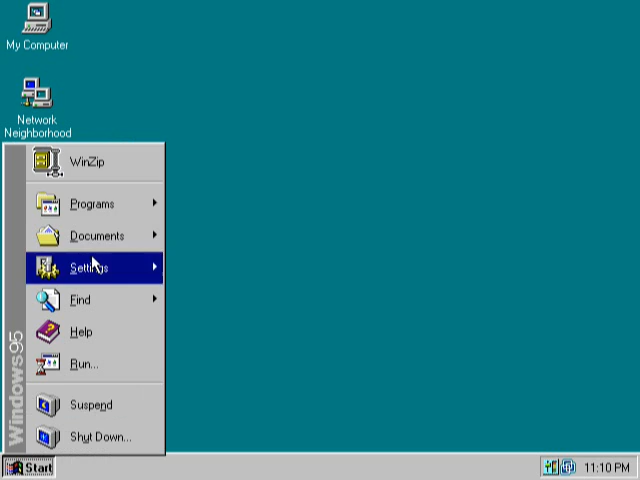 My Computer
Network
Neighborhood
WinZip
Programs
Documents
Settings
Find
Help
Run...
Suspend
Shut Down...
Windows95
Start
11:10 PM